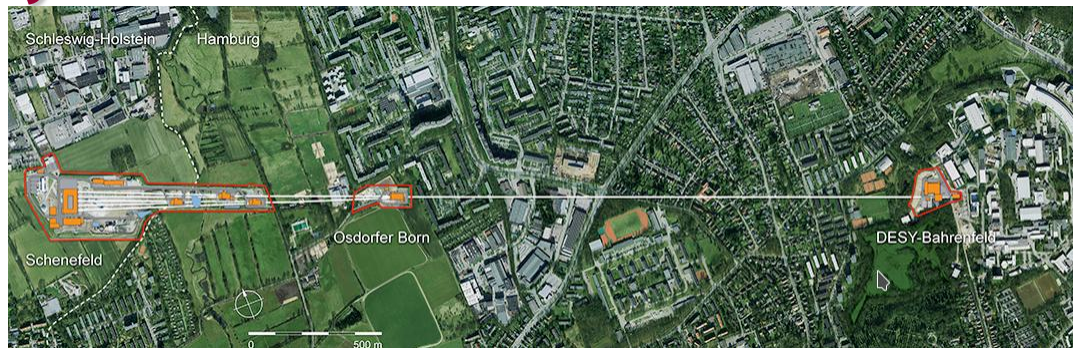 Schleswig-Holstein
Hamburg
Osdorfer Born
DESY-Bahrenfeld
Schenefeld
0
500 m